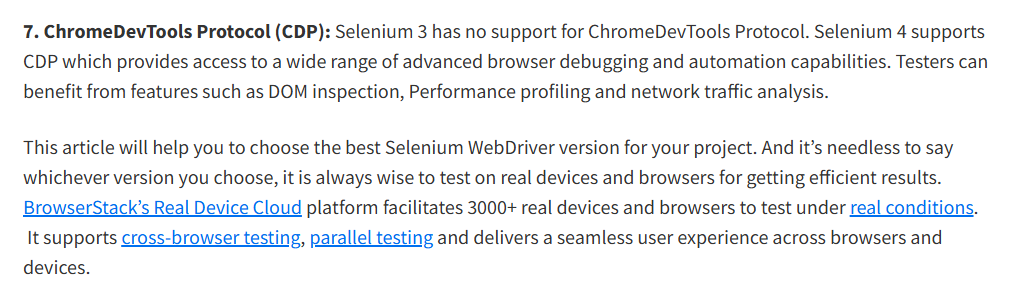 7. ChromeDevTools Protocol (CDP): Selenium 3 has no support for ChromeDevTools Protocol. Selenium 4 supports
CDP which provides access to a wide range of advanced browser debugging and automation capabilities. Testers can
benefit from features such as DOM inspection, Performance profiling and network traffic analysis.
This article will help you to choose the best Selenium WebDriver version for your project. And it’s needless to say
whichever version you choose, it is always wise to test on real devices and browsers for getting efficient results.
BrowserStack’s Real Device Cloud platform facilitates 3000+ real devices and browsers to test under real conditions.
It supports cross-browser testing, parallel testing and delivers a seamless user experience across browsers and
devices.